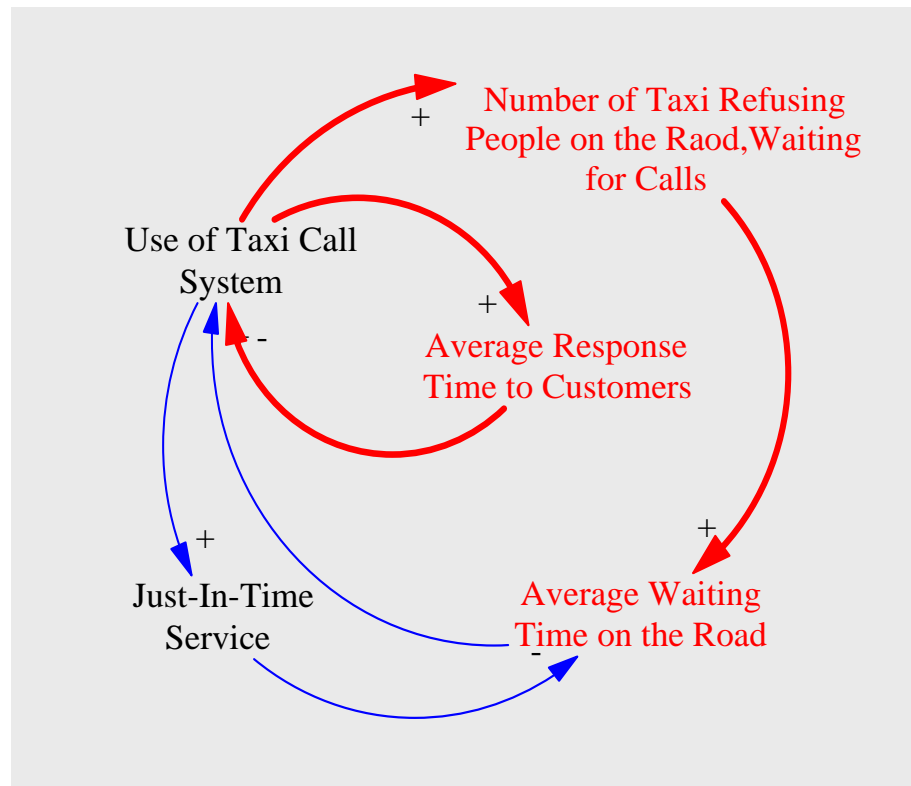 +
Number of Taxi Refusing
People on the Raod,Waiting
for Calls
Use of Taxi Call
System
+
Average Response
Time to Customers
-
+
+
Just-In-Time
Service
Average Waiting
Time on the Road
-